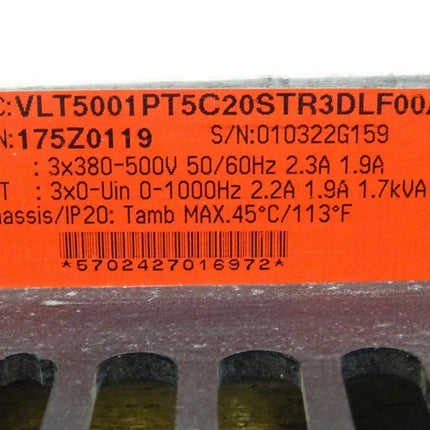 C:VLT5001PT5C20STR3DLF00A
N:175Z0119 S/N:010322G159
: 3x380-500V 50/60Hz 2.3A 1.9A
T : 3x0-Uin 0-1000Hz 2.2A 1.9A 1.7kVA
hassis/IP20: Tamb MAX.45°C/113°F
*5702427016972*